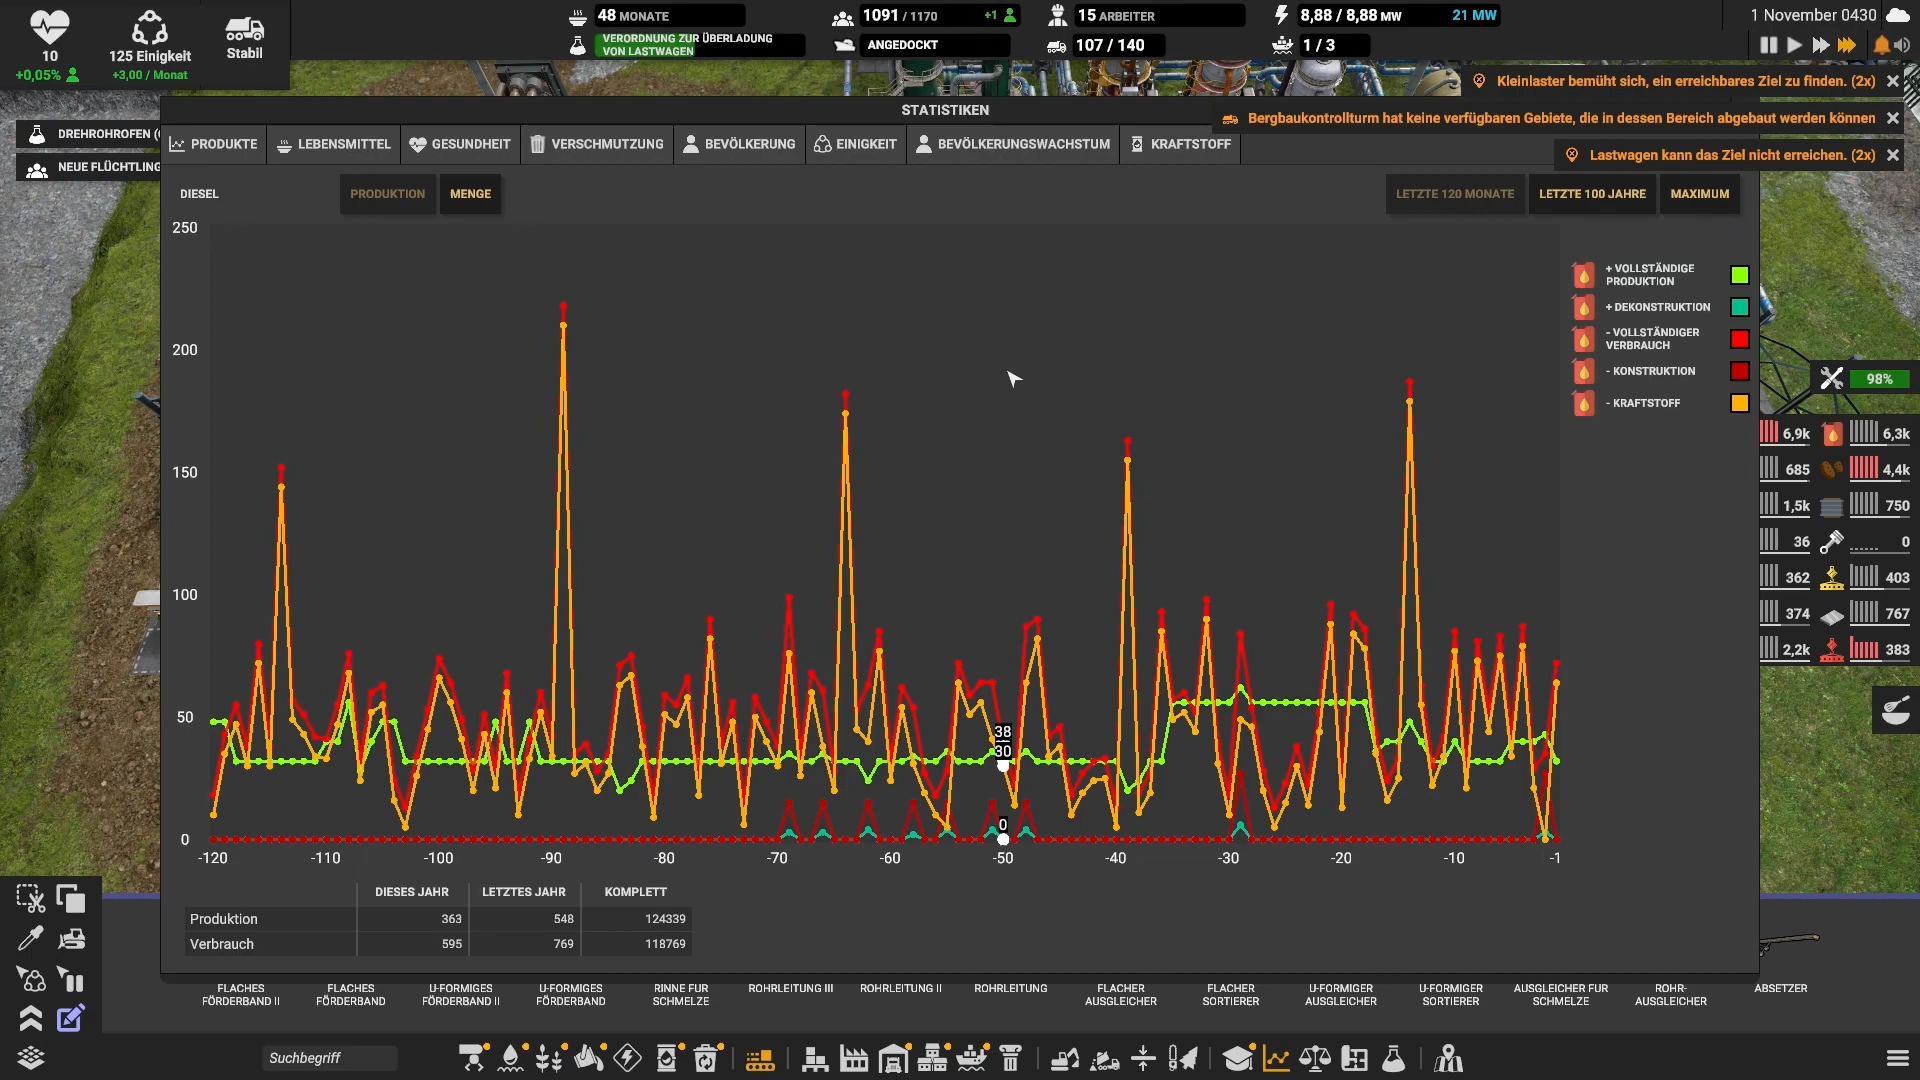 10
+0,05%
125 Einigkeit
+3,00 / Monat
Stabil
48 MONATE
VERORDNUNG ZUR ÜBERLADUNG
VON LASTWAGEN
1091 / 1170 +1
ANGEDOCKT
15 ARBEITER
107 / 140
8,88 / 8,88 MW 21 MW
1 / 3
1 November 0430
Kleinlaster bemüht sich, ein erreichbares Ziel zu finden. (2x)
Bergbaukontrollturm hat keine verfügbaren Gebiete, die in dessen Bereich abgebaut werden können
Lastwagen kann das Ziel nicht erreichen. (2x)
DREHROHROFEN (
NEUE FLÜCHTLING
STATISTIKEN
PRODUKTE
LEBENSMITTEL
GESUNDHEIT
VERSCHMUTZUNG
BEVÖLKERUNG
EINIGKEIT
BEVÖLKERUNGSWACHSTUM
KRAFTSTOFF
DIESEL
PRODUKTION
MENGE
LETZTE 120 MONATE
LETZTE 100 JAHRE
MAXIMUM
250
200
150
100
50
0
38
30
0
-120 -110 -100 -90 -80 -70 -60 -50 -40 -30 -20 -10 -1
+ VOLLSTÄNDIGE
PRODUKTION
+ DEKONSTRUKTION
- VOLLSTÄNDIGER
VERBRAUCH
- KONSTRUKTION
- KRAFTSTOFF
98%
6,9k 6,3k
685 4,4k
1,5k 750
36 0
362 403
374 767
2,2k 383
DIESES JAHR LETZTES JAHR KOMPLETT
Produktion 363 548 124339
Verbrauch 595 769 118769
FLACHES
FÖRDERBAND II
FLACHES
FÖRDERBAND
U-FORMIGES
FÖRDERBAND II
U-FORMIGES
FÖRDERBAND
RINNE FÜR
SCHMELZE
ROHRLEITUNG III
ROHRLEITUNG II
ROHRLEITUNG
FLACHER
AUSGLEICHER
FLACHER
SORTIERER
U-FORMIGER
AUSGLEICHER
U-FORMIGER
SORTIERER
AUSGLEICHER FÜR
SCHMELZE
ROHR-
AUSGLEICHER
ABSETZER
Suchbegriff